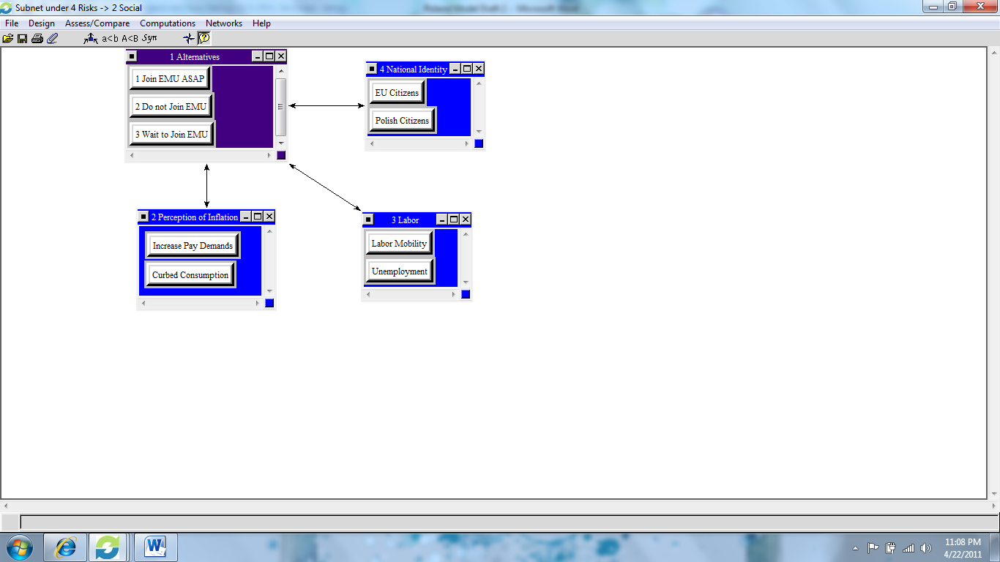 Subnet under 4 Risks -> 2 Social
File Design Assess/Compare Computations Networks Help
a<b A<B Syn
1 Alternatives
1 Join EMU ASAP
2 Do not Join EMU
3 Wait to Join EMU
4 National Identity
EU Citizens
Polish Citizens
2 Perception of Inflation
Increase Pay Demands
Curbed Consumption
3 Labor
Labor Mobility
Unemployment
11:08 PM
4/22/2011